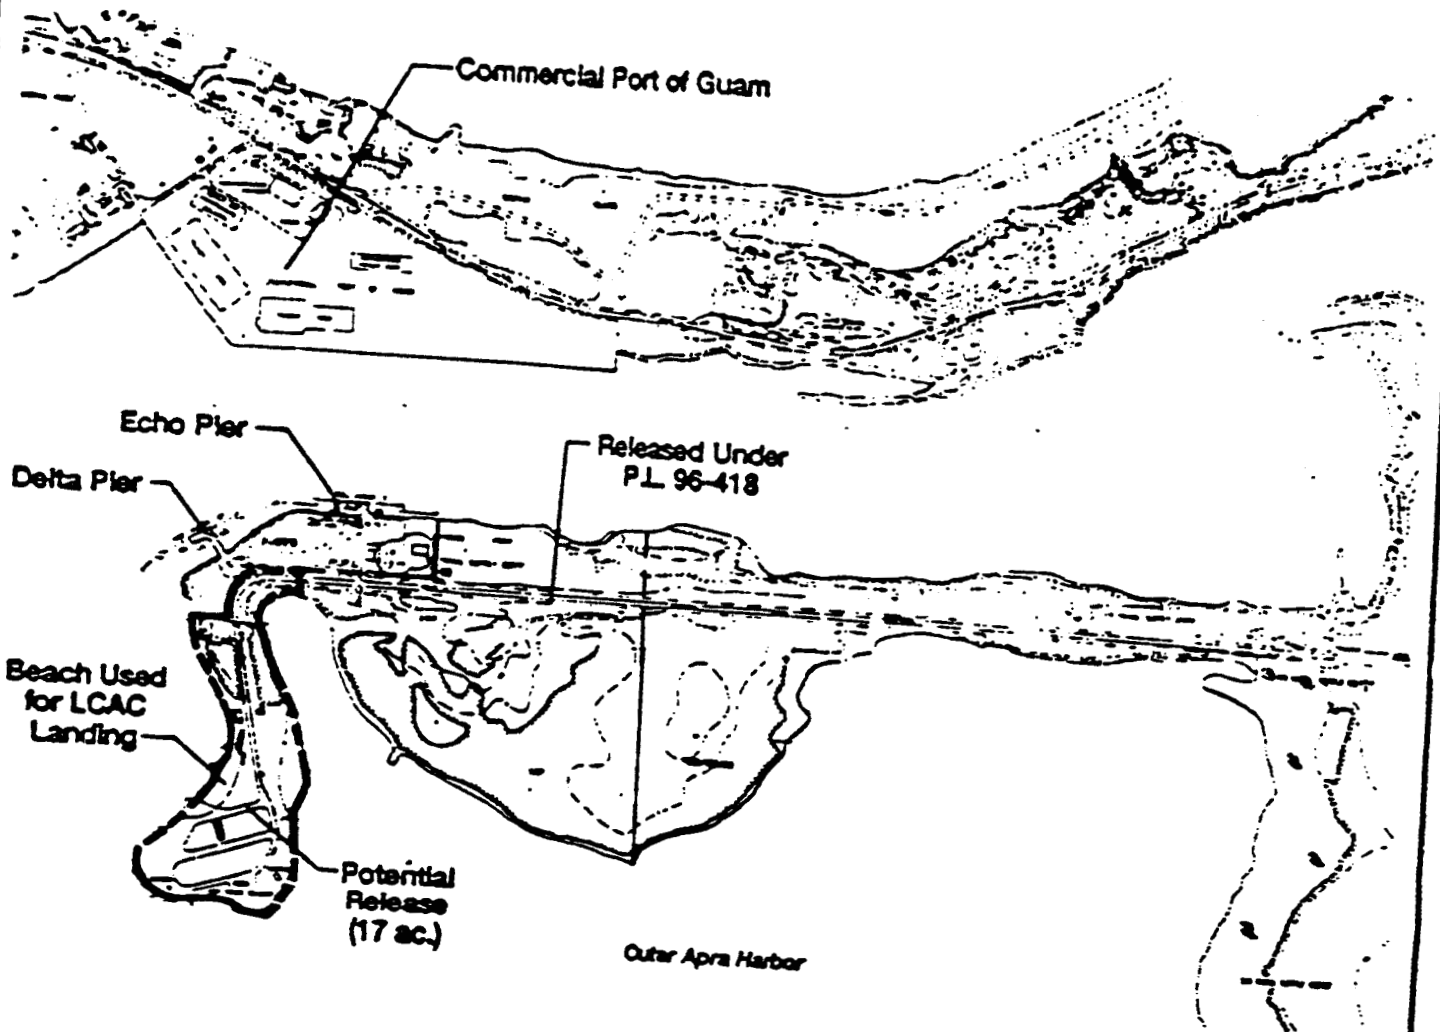 Commercial Port of Guam
Echo Pier
Released Under
P.L. 96-418
Delta Pier
Beach Used
for LCAC
Landing
Potential
Release
(17 ac.)
Outer Apra Harbor